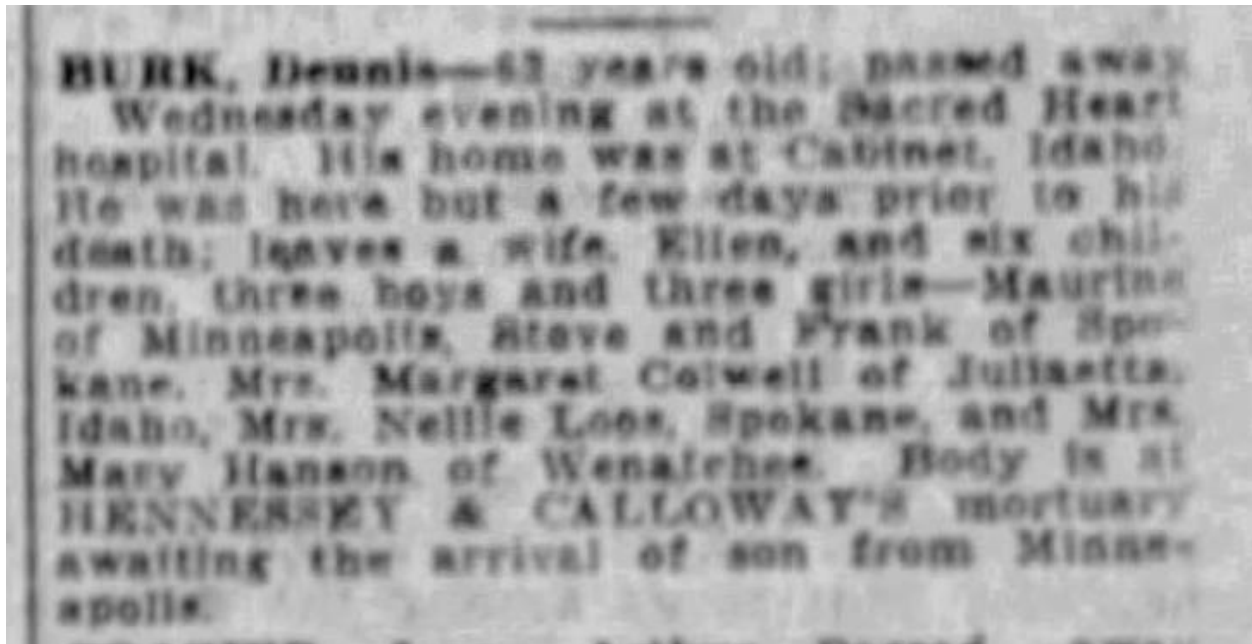 BURK, Dennis—62 years old; passed away
Wednesday evening at the Sacred Heart
hospital. His home was at Cabinet, Idaho.
He was here but a few days prior to his
death; leaves a wife, Ellen, and six chil-
dren, three boys and three girls—Maurine
of Minneapolis, Steve and Frank of Spo-
kane, Mrs. Margaret Colwell of Juliaetta,
Idaho, Mrs. Nellie Loos, Spokane, and Mrs.
Mary Hanson of Wenatchee. Body is at
HENNESSEY & CALLOWAY'S mortuary
awaiting the arrival of son from Minne-
apolis.